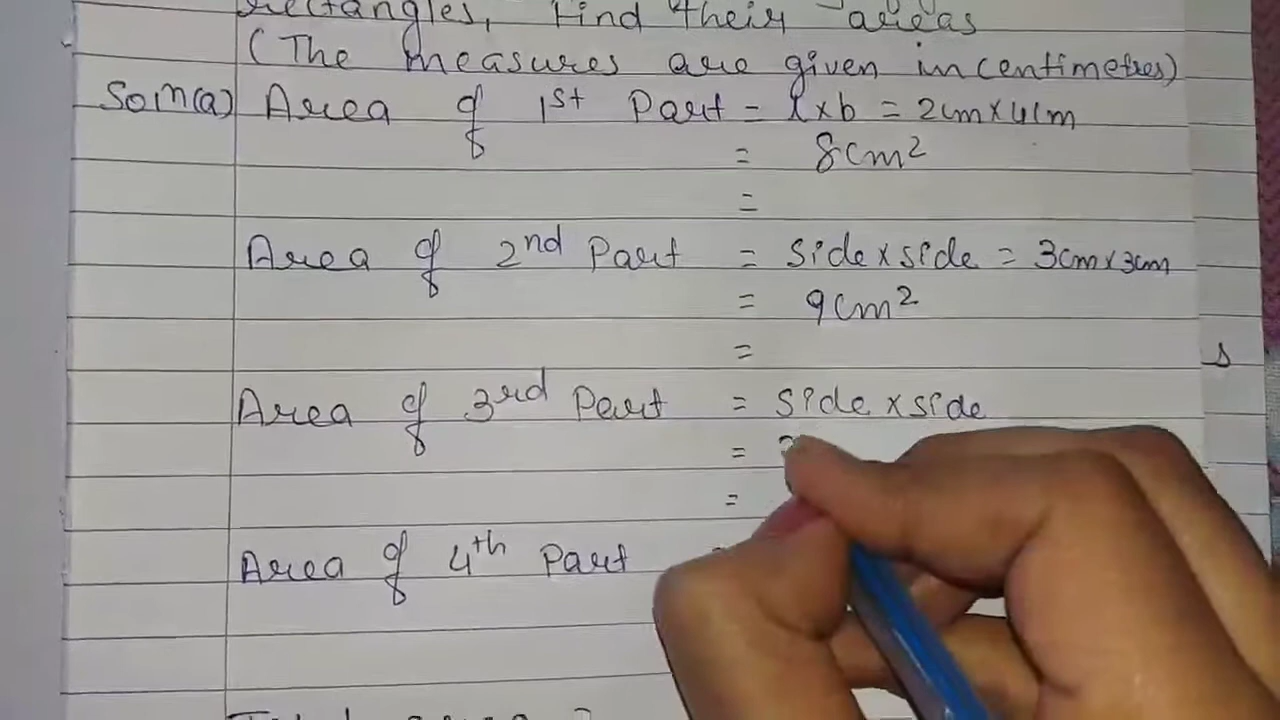 rectangles, find their areas
(The measures are given in centimetres)
Soln(a) Area of 1st Part = l×b = 2cm×4cm
= 8cm²
=
Area of 2nd Part = side×side = 3cm×3cm
= 9cm²
=
s
Area of 3rd Part = side×side
=
=
Area of 4th Part